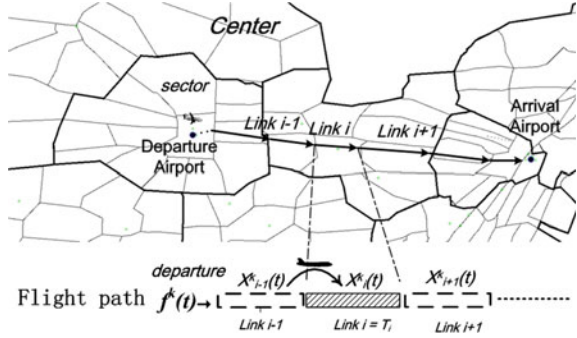 Center
sector
Link i-1 Link i Link i+1
Arrival
Airport
Departure
Airport
departure
X^k_{i-1}(t) X^k_i(t) X^k_{i+1}(t)
Flight path f^k(t)→
Link i-1 Link i = T_i Link i+1